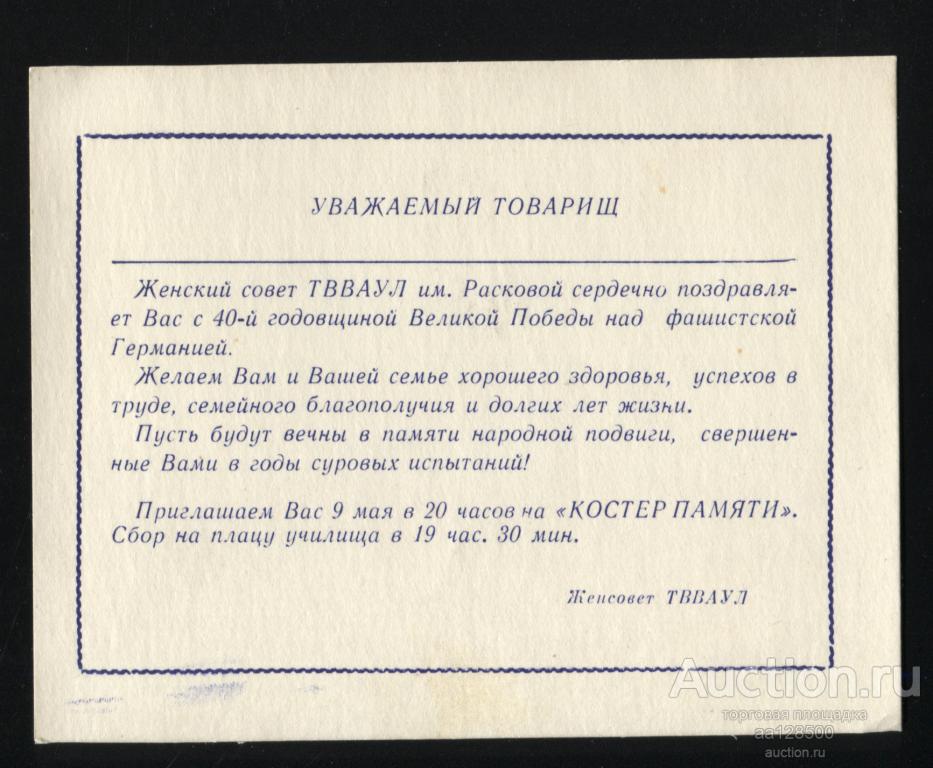 УВАЖАЕМЫЙ ТОВАРИЩ
Женский совет ТВВАУЛ им. Расковой сердечно поздравля-
ет Вас с 40-й годовщиной Великой Победы над фашистской
Германией.
Желаем Вам и Вашей семье хорошего здоровья, успехов в
труде, семейного благополучия и долгих лет жизни.
Пусть будут вечны в памяти народной подвиги, свершен-
ные Вами в годы суровых испытаний!
Приглашаем Вас 9 мая в 20 часов на «КОСТЕР ПАМЯТИ».
Сбор на плацу училища в 19 час. 30 мин.
Женсовет ТВВАУЛ
Auction.ru
торговая площадка
aa128500
auction.ru